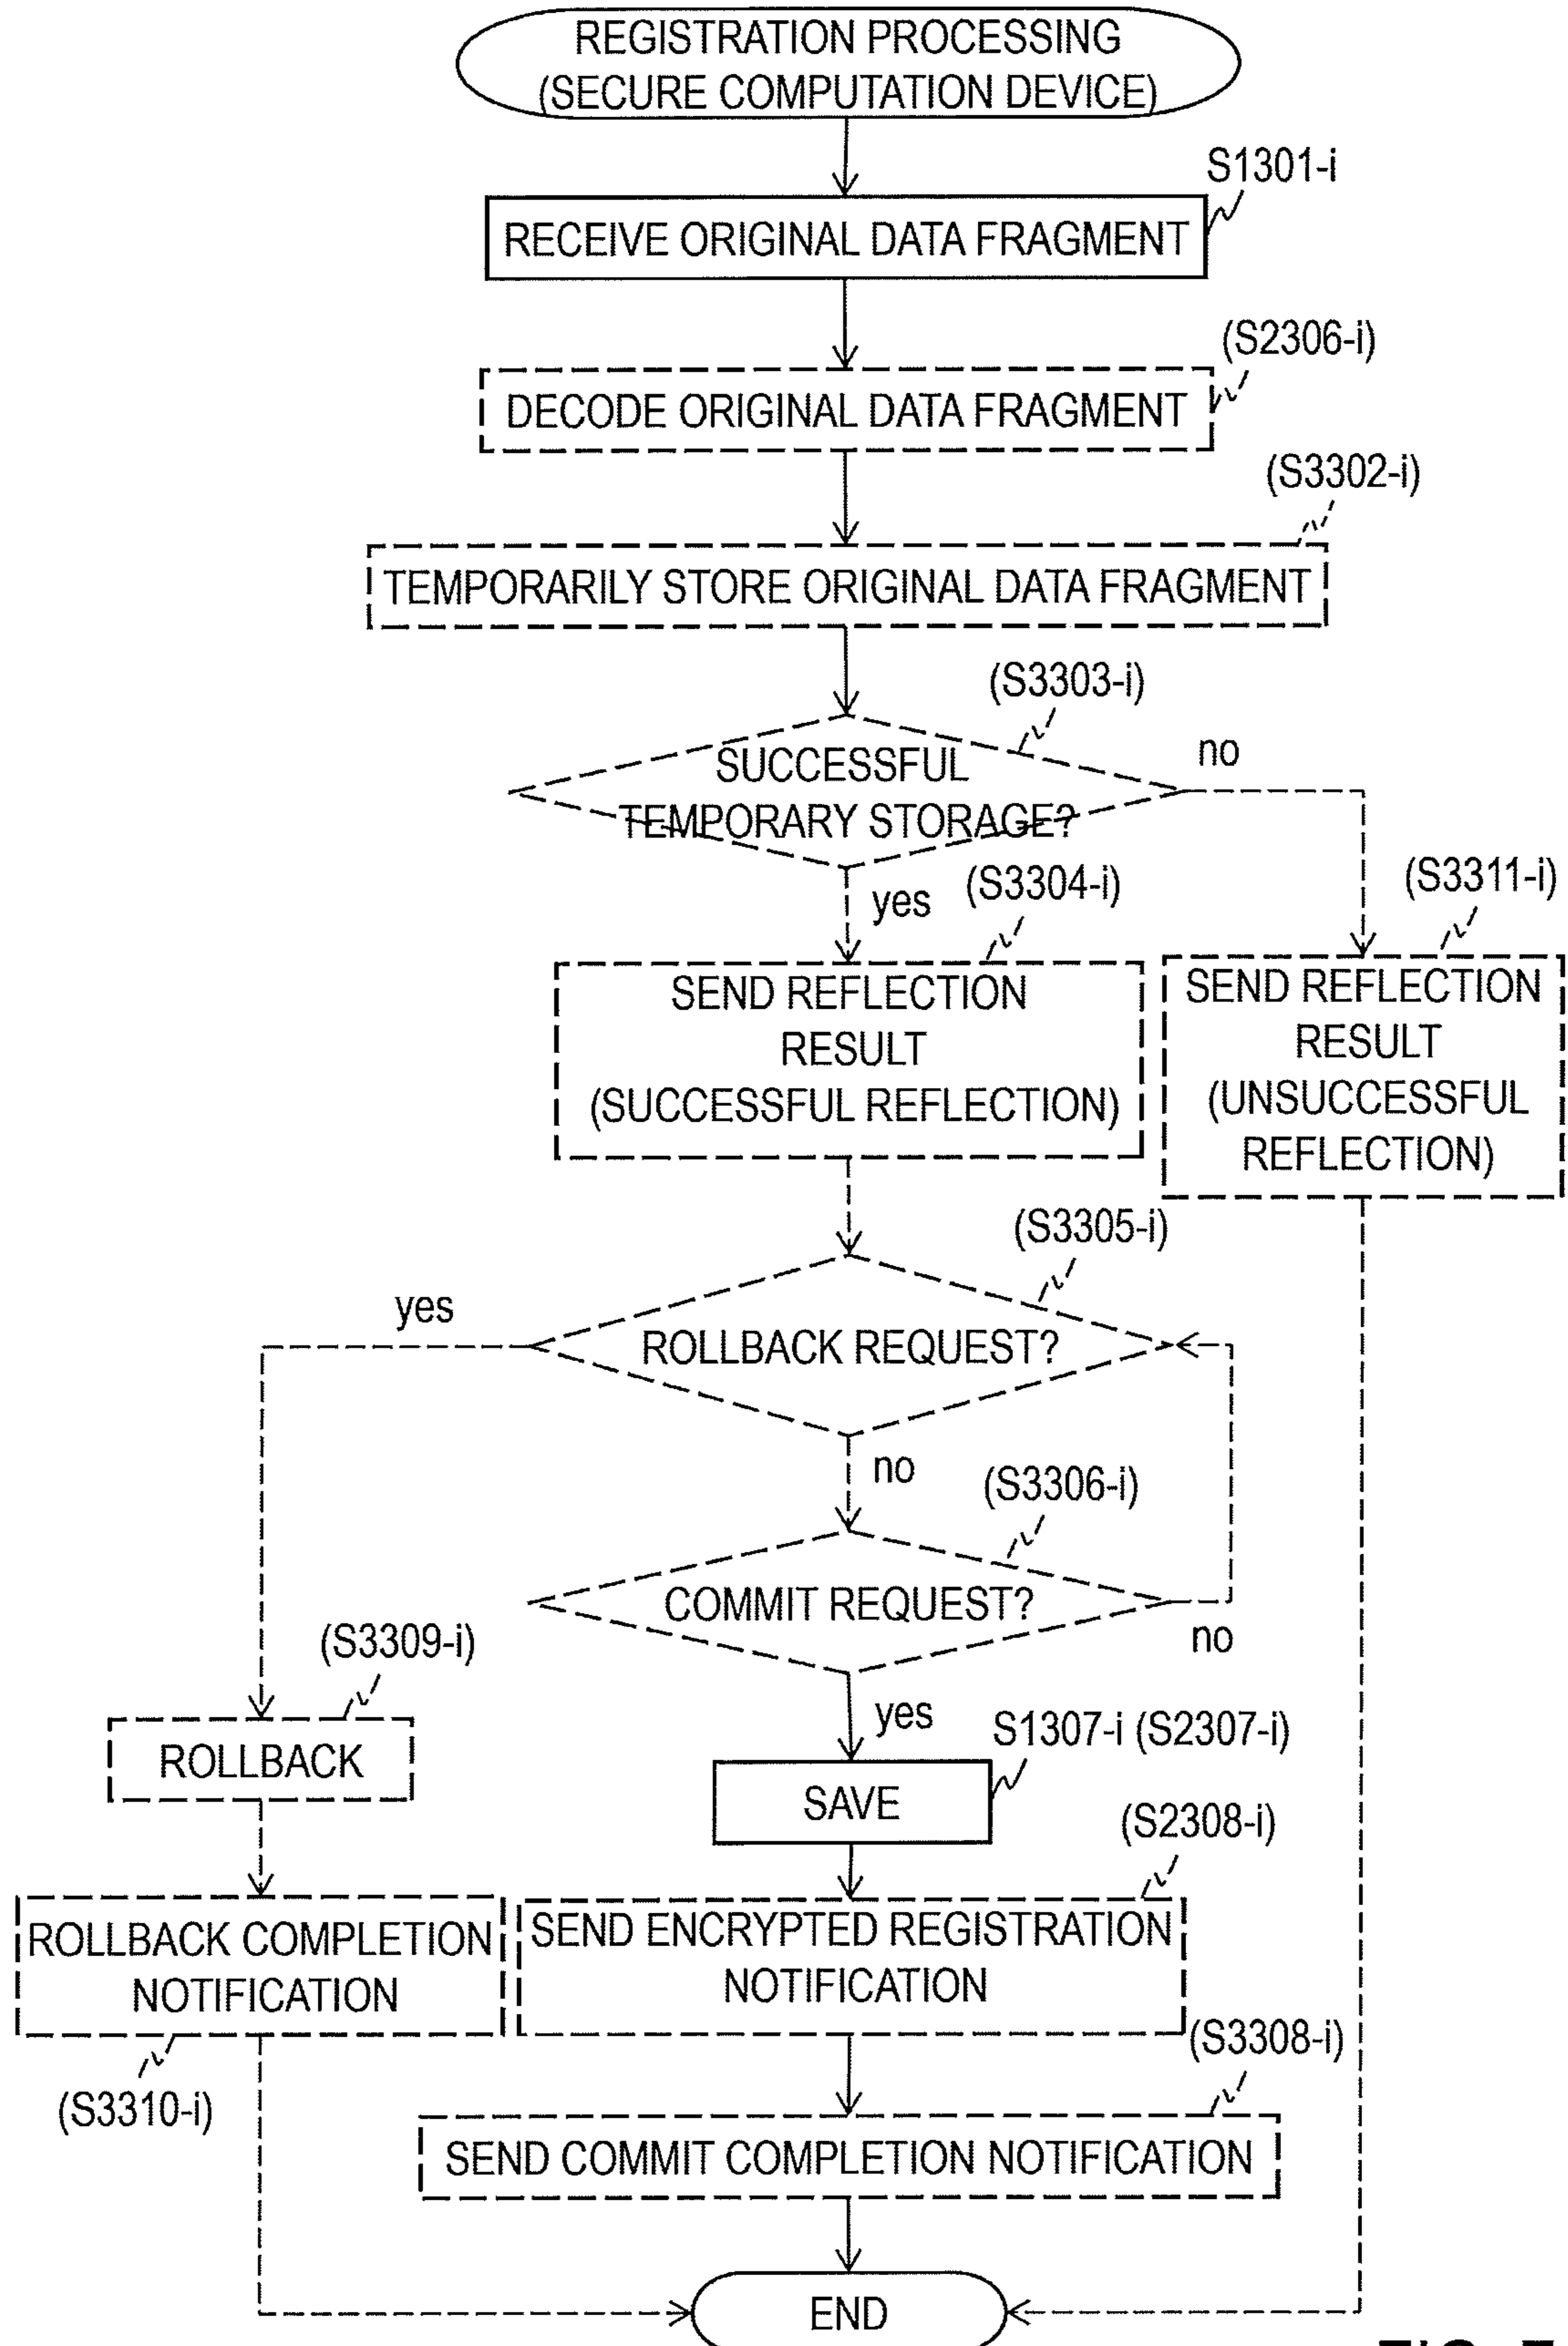 REGISTRATION PROCESSING
(SECURE COMPUTATION DEVICE)
S1301-i
RECEIVE ORIGINAL DATA FRAGMENT
(S2306-i)
DECODE ORIGINAL DATA FRAGMENT
(S3302-i)
TEMPORARILY STORE ORIGINAL DATA FRAGMENT
(S3303-i)
SUCCESSFUL
TEMPORARY STORAGE?
no
yes
(S3304-i)
(S3311-i)
SEND REFLECTION
RESULT
(SUCCESSFUL REFLECTION)
SEND REFLECTION
RESULT
(UNSUCCESSFUL
REFLECTION)
(S3305-i)
yes
ROLLBACK REQUEST?
no
(S3306-i)
COMMIT REQUEST?
no
(S3309-i)
yes
S1307-i (S2307-i)
ROLLBACK
SAVE
(S2308-i)
ROLLBACK COMPLETION
NOTIFICATION
SEND ENCRYPTED REGISTRATION
NOTIFICATION
(S3308-i)
(S3310-i)
SEND COMMIT COMPLETION NOTIFICATION
END